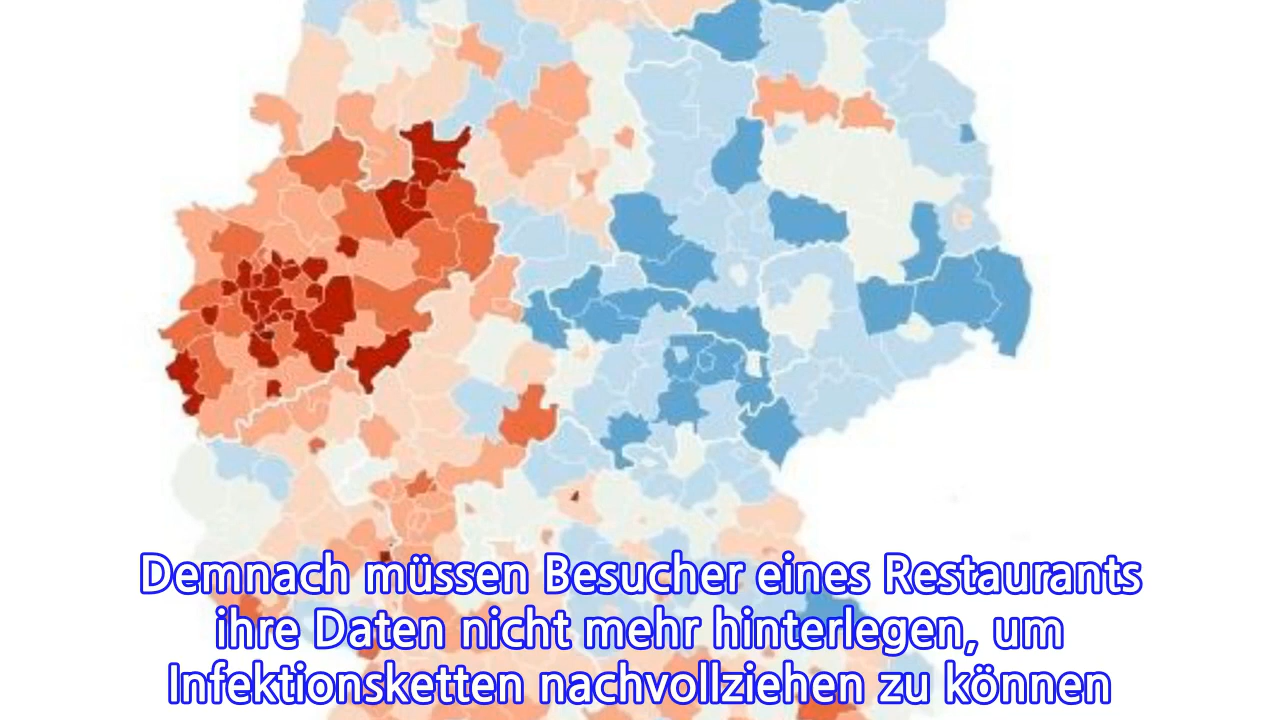 Demnach müssen Besucher eines Restaurants
ihre Daten nicht mehr hinterlegen, um
Infektionsketten nachvollziehen zu können